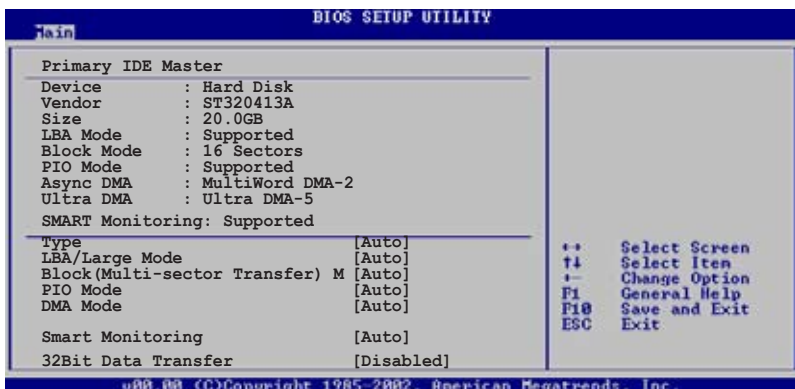 BIOS SETUP UTILITY
Main
Primary IDE Master
Device : Hard Disk
Vendor : ST320413A
Size : 20.0GB
LBA Mode : Supported
Block Mode : 16 Sectors
PIO Mode : Supported
Async DMA : MultiWord DMA-2
Ultra DMA : Ultra DMA-5
SMART Monitoring: Supported
Type [Auto]
LBA/Large Mode [Auto]
Block(Multi-sector Transfer) M [Auto]
PIO Mode [Auto]
DMA Mode [Auto]
Smart Monitoring [Auto]
32Bit Data Transfer [Disabled]
↔ Select Screen
↑↓ Select Item
+- Change Option
F1 General Help
F10 Save and Exit
ESC Exit
v00.00 (C)Copyright 1985-2002, American Megatrends, Inc.